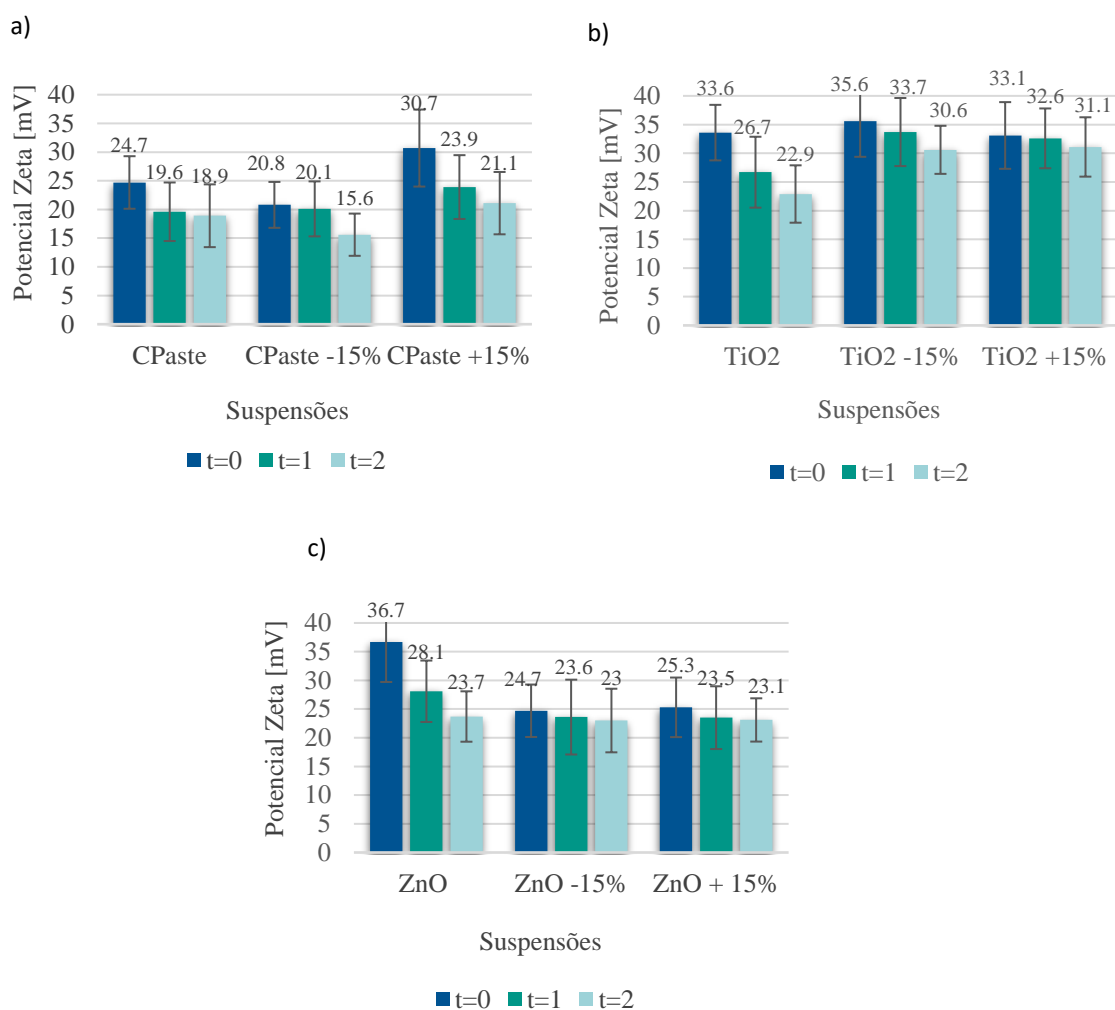 a)
Potencial Zeta [mV]
40
35
30
25
20
15
10
5
0
24.7
19.6
18.9
20.8
20.1
15.6
30.7
23.9
21.1
CPaste
CPaste -15%
CPaste +15%
Suspensões
t=0
t=1
t=2
b)
Potencial Zeta [mV]
40
35
30
25
20
15
10
5
0
33.6
26.7
22.9
35.6
33.7
30.6
33.1
32.6
31.1
TiO2
TiO2 -15%
TiO2 +15%
Suspensões
t=0
t=1
t=2
c)
Potencial Zeta [mV]
40
35
30
25
20
15
10
5
0
36.7
28.1
23.7
24.7
23.6
23
25.3
23.5
23.1
ZnO
ZnO -15%
ZnO + 15%
Suspensões
t=0
t=1
t=2